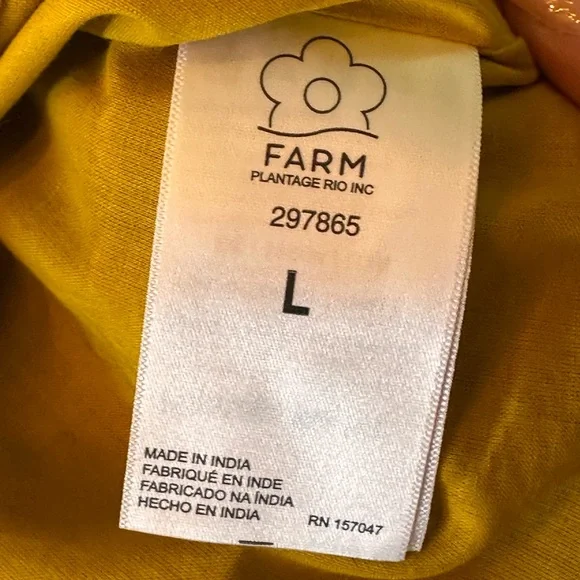 FARM
PLANTAGE RIO INC
297865
L
MADE IN INDIA
FABRIQUÉ EN INDE
FABRICADO NA ÍNDIA
HECHO EN INDIA
RN 157047